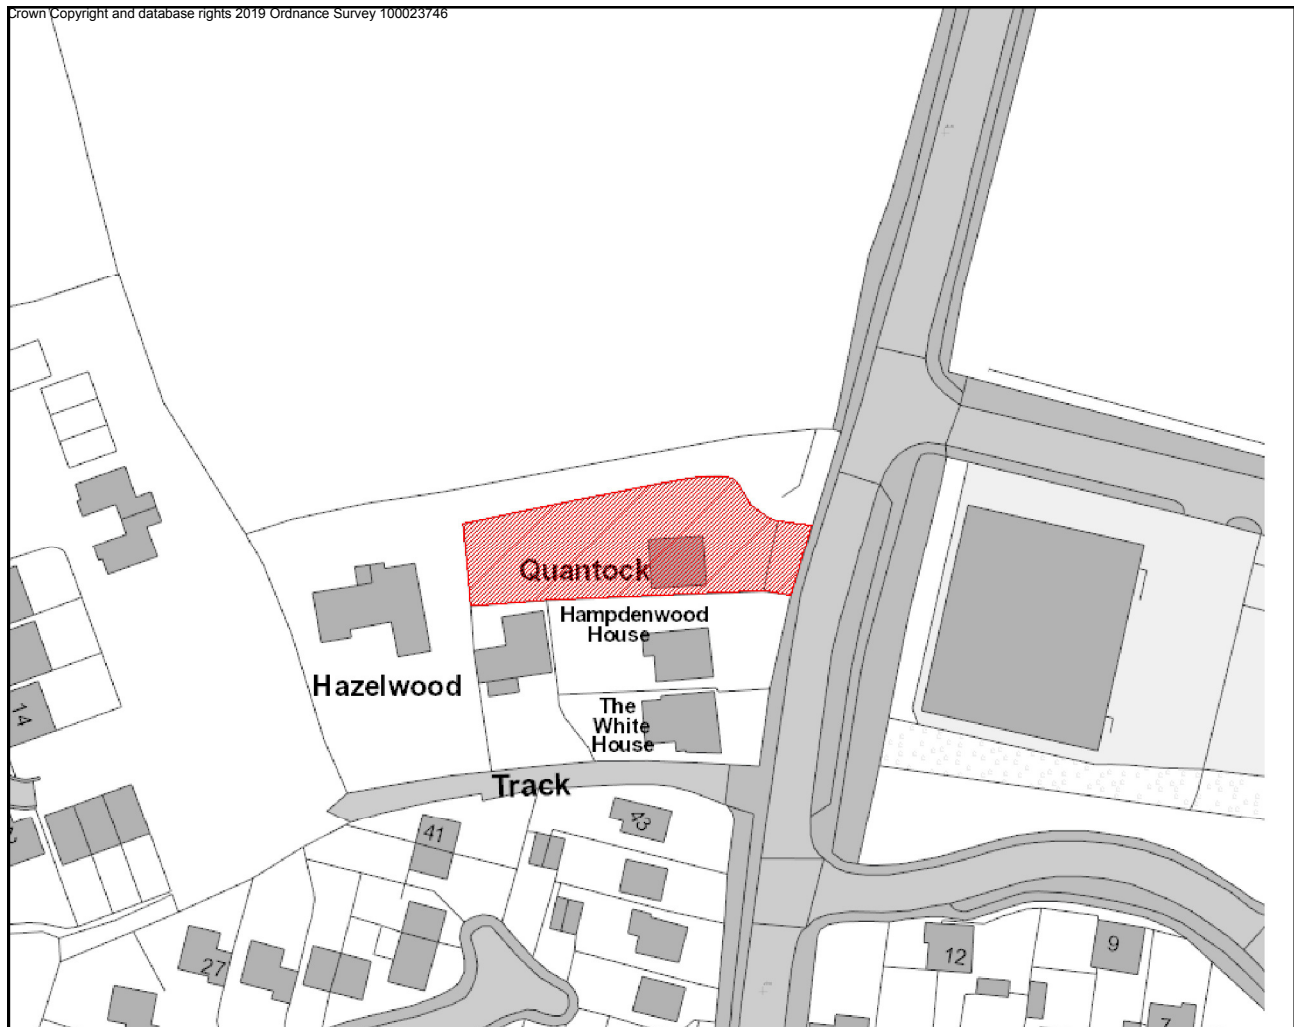 Crown Copyright and database rights 2019 Ordnance Survey 100023746
Quantock
Hampdenwood
House
Hazelwood
The
White
House
14
Track
43
41
27
12
9
7